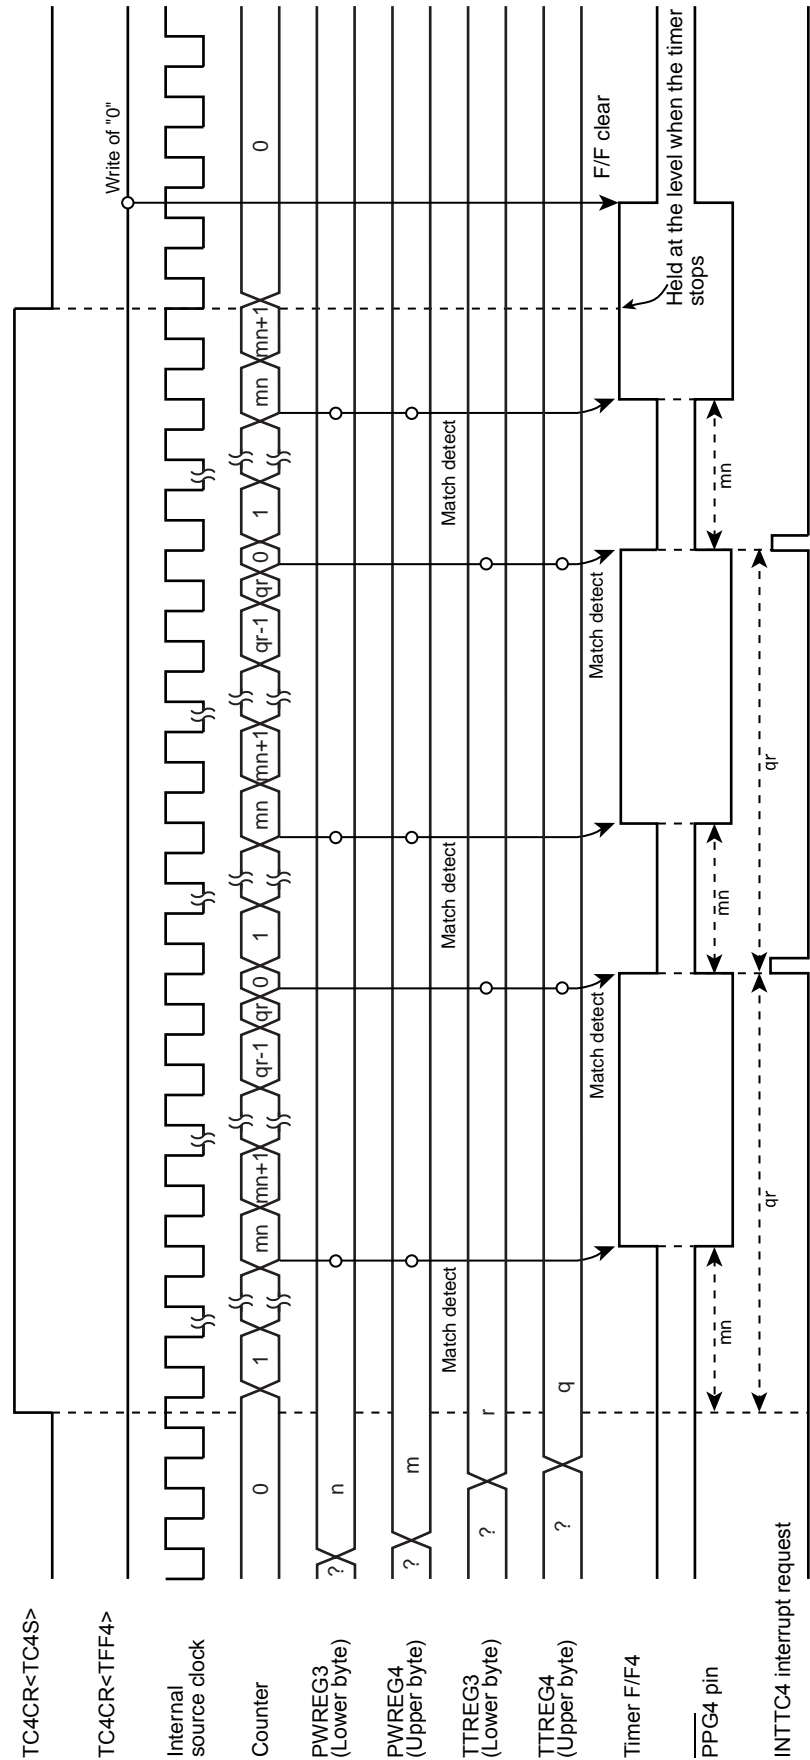 TC4CR<TC4S>
TC4CR<TFF4>
Write of "0"
Internal
source clock
Counter
0
1
mn
mn+1
qr-1
qr
0
1
mn
mn+1
qr-1
qr
0
1
mn
mn+1
0
PWREG3
(Lower byte)
?
n
PWREG4
(Upper byte)
?
m
Match detect
Match detect
Match detect
TTREG3
(Lower byte)
?
r
TTREG4
(Upper byte)
?
q
Match detect
Match detect
F/F clear
Timer F/F4
Held at the level when the timer
stops
PPG4 pin
mn
mn
mn
qr
qr
INTTC4 interrupt request